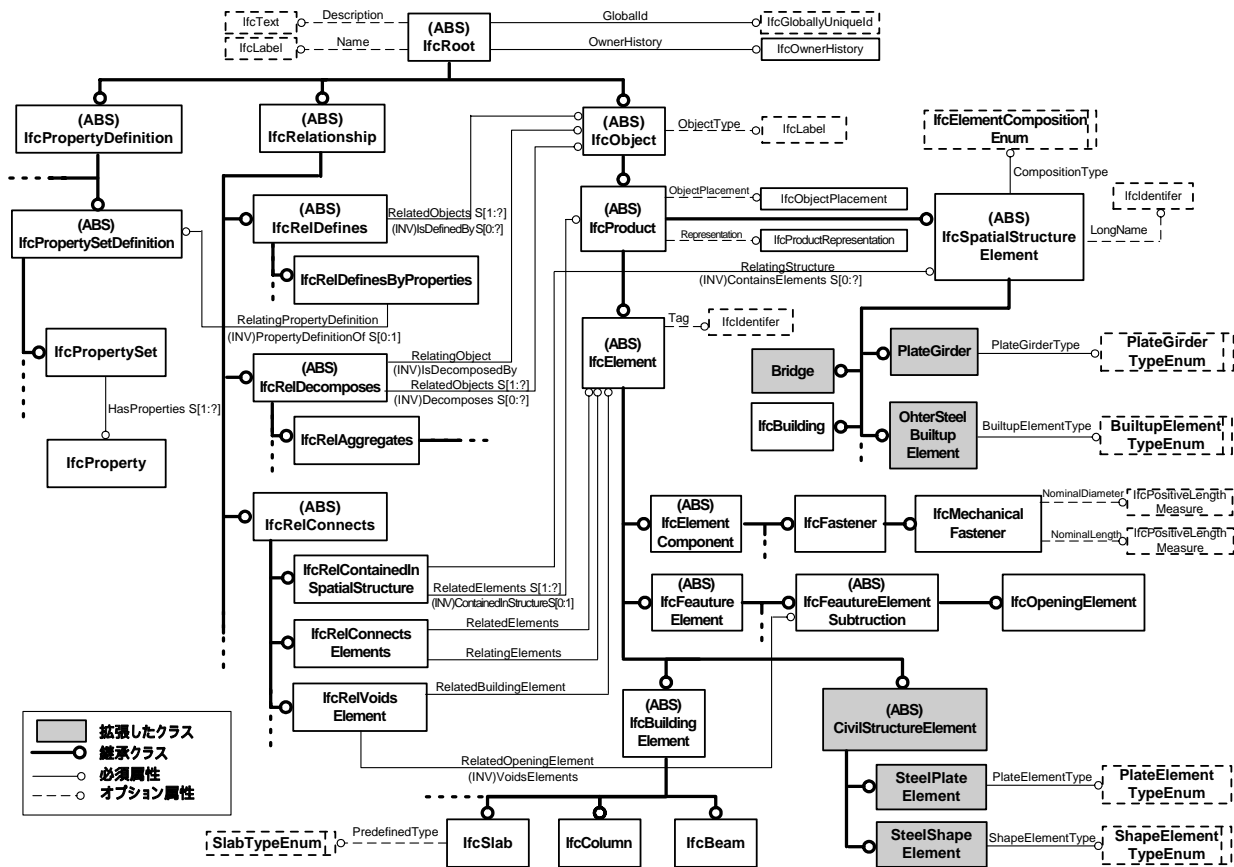 IfcText
Description
(ABS)
IfcRoot
GlobalId
IfcGloballyUniqueId
IfcLabel
Name
OwnerHistory
IfcOwnerHistory
(ABS)
IfcPropertyDefinition
(ABS)
IfcRelationship
(ABS)
IfcObject
ObjectType
IfcLabel
IfcElementComposition
Enum
CompositionType
(ABS)
IfcPropertySetDefinition
(ABS)
IfcRelDefines
RelatedObjects S[1:?]
(INV)IsDefinedBy S[0:?]
(ABS)
IfcProduct
ObjectPlacement
IfcObjectPlacement
Representation
IfcProductRepresentation
(ABS)
IfcSpatialStructure
Element
IfcIdentifer
LongName
IfcRelDefinesByProperties
RelatingStructure
(INV)ContainsElements S[0:?]
RelatingPropertyDefinition
(INV)PropertyDefinitionOf S[0:1]
IfcPropertySet
HasProperties S[1:?]
IfcProperty
(ABS)
IfcRelDecomposes
RelatingObject
(INV)IsDecomposedBy
RelatedObjects S[1:?]
(INV)Decomposes S[0:?]
IfcRelAggregates
(ABS)
IfcElement
Tag
IfcIdentifer
Bridge
IfcBuilding
PlateGirder
PlateGirderType
PlateGirder
TypeEnum
OhterSteel
Builtup
Element
BuiltupElementType
BuiltupElement
TypeEnum
(ABS)
IfcRelConnects
IfcRelContainedIn
SpatialStructure
RelatedElements S[1:?]
(INV)ContainedInStructureS[0:1]
IfcRelConnects
Elements
RelatedElements
RelatingElements
IfcRelVoids
Element
RelatedBuildingElement
RelatedOpeningElement
(INV)VoidsElements
(ABS)
IfcElement
Component
IfcFastener
IfcMechanical
Fastener
NominalDiameter
IfcPositiveLength
Measure
NominalLength
IfcPositiveLength
Measure
(ABS)
IfcFeauture
Element
(ABS)
IfcFeautureElement
Subtruction
IfcOpeningElement
(ABS)
IfcBuilding
Element
(ABS)
CivilStructureElement
SteelPlate
Element
PlateElementType
PlateElement
TypeEnum
SteelShape
Element
ShapeElementType
ShapeElement
TypeEnum
SlabTypeEnum
PredefinedType
IfcSlab
IfcColumn
IfcBeam
拡張したクラス
継承クラス
必須属性
オプション属性